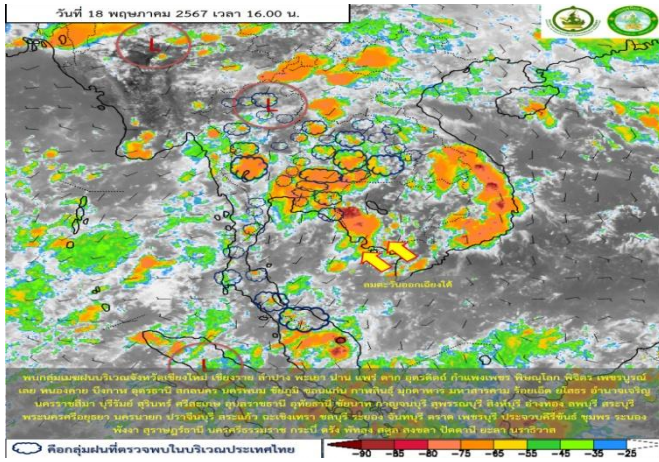 วันที่ 18 พฤษภาคม 2567 เวลา 16.00 น.
L
L
ลมตะวันออกเฉียงใต้
L
พบกลุ่มเมฆฝนบริเวณจังหวัดเชียงใหม่ เชียงราย ลำปาง พะเยา น่าน แพร่ ตาก อุตรดิตถ์ กำแพงเพชร พิษณุโลก พิจิตร เพชรบูรณ์
เลย หนองคาย บึงกาฬ อุดรธานี สกลนคร นครพนม ชัยภูมิ ขอนแก่น กาฬสินธุ์ มุกดาหาร มหาสารคาม ร้อยเอ็ด ยโสธร อำนาจเจริญ
นครราชสีมา บุรีรัมย์ สุรินทร์ ศรีสะเกษ อุบลราชธานี อุทัยธานี ชัยนาท กาญจนบุรี สุพรรณบุรี สิงห์บุรี อ่างทอง ลพบุรี สระบุรี
พระนครศรีอยุธยา นครนายก ปราจีนบุรี สระแก้ว ฉะเชิงเทรา ชลบุรี ระยอง จันทบุรี ตราด เพชรบุรี ประจวบคีรีขันธ์ ชุมพร ระนอง
พังงา สุราษฎร์ธานี นครศรีธรรมราช กระบี่ ตรัง พัทลุง สตูล สงขลา ปัตตานี ยะลา นราธิวาส
คือกลุ่มฝนที่ตรวจพบในบริเวณประเทศไทย
-90 -85 -80 -75 -55 -45 -35 -25